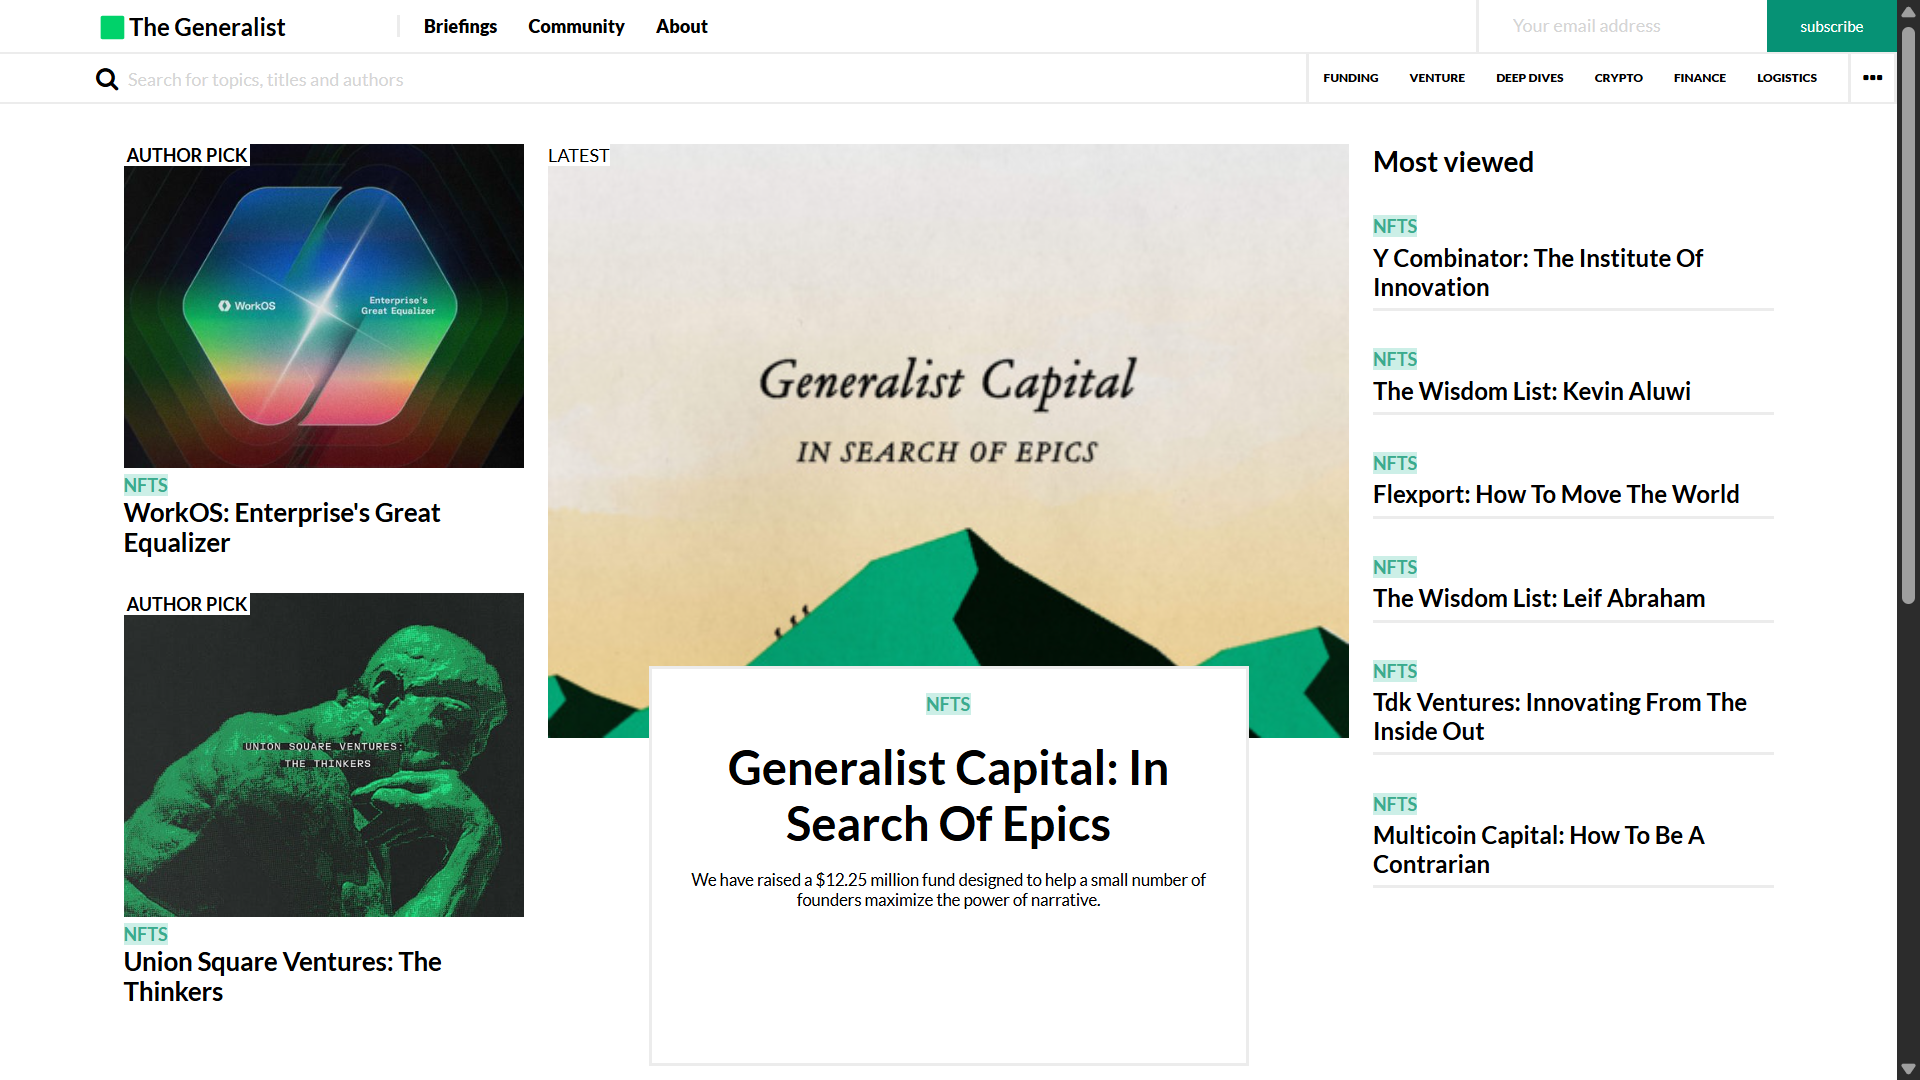 The Generalist
Briefings
Community
About
Your email address
subscribe
Search for topics, titles and authors
FUNDING
VENTURE
DEEP DIVES
CRYPTO
FINANCE
LOGISTICS
AUTHOR PICK
WorkOS
Enterprise's
Great Equalizer
NFTS
WorkOS: Enterprise's Great
Equalizer
AUTHOR PICK
UNION SQUARE VENTURES:
THE THINKERS
NFTS
Union Square Ventures: The
Thinkers
LATEST
Generalist Capital
IN SEARCH OF EPICS
NFTS
Generalist Capital: In
Search Of Epics
We have raised a $12.25 million fund designed to help a small number of
founders maximize the power of narrative.
Most viewed
NFTS
Y Combinator: The Institute Of
Innovation
NFTS
The Wisdom List: Kevin Aluwi
NFTS
Flexport: How To Move The World
NFTS
The Wisdom List: Leif Abraham
NFTS
Tdk Ventures: Innovating From The
Inside Out
NFTS
Multicoin Capital: How To Be A
Contrarian